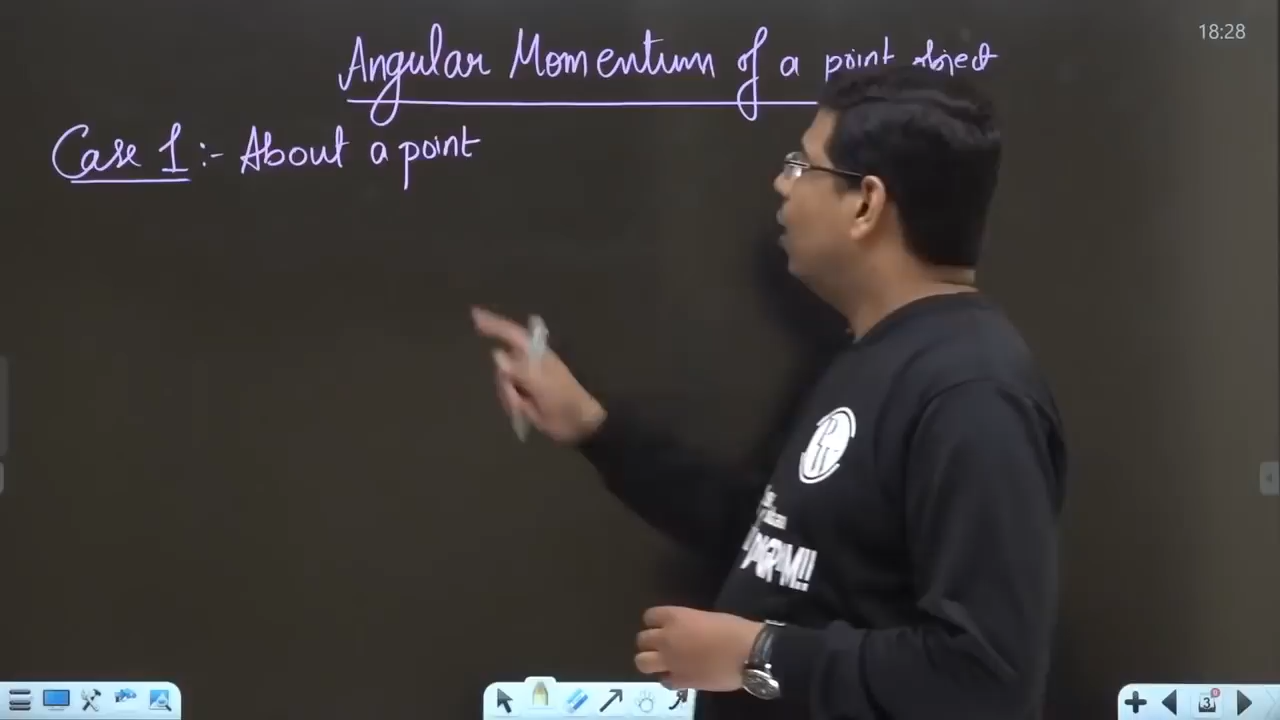 18:28
Angular Momentum of a point object
Case 1 :- About a point